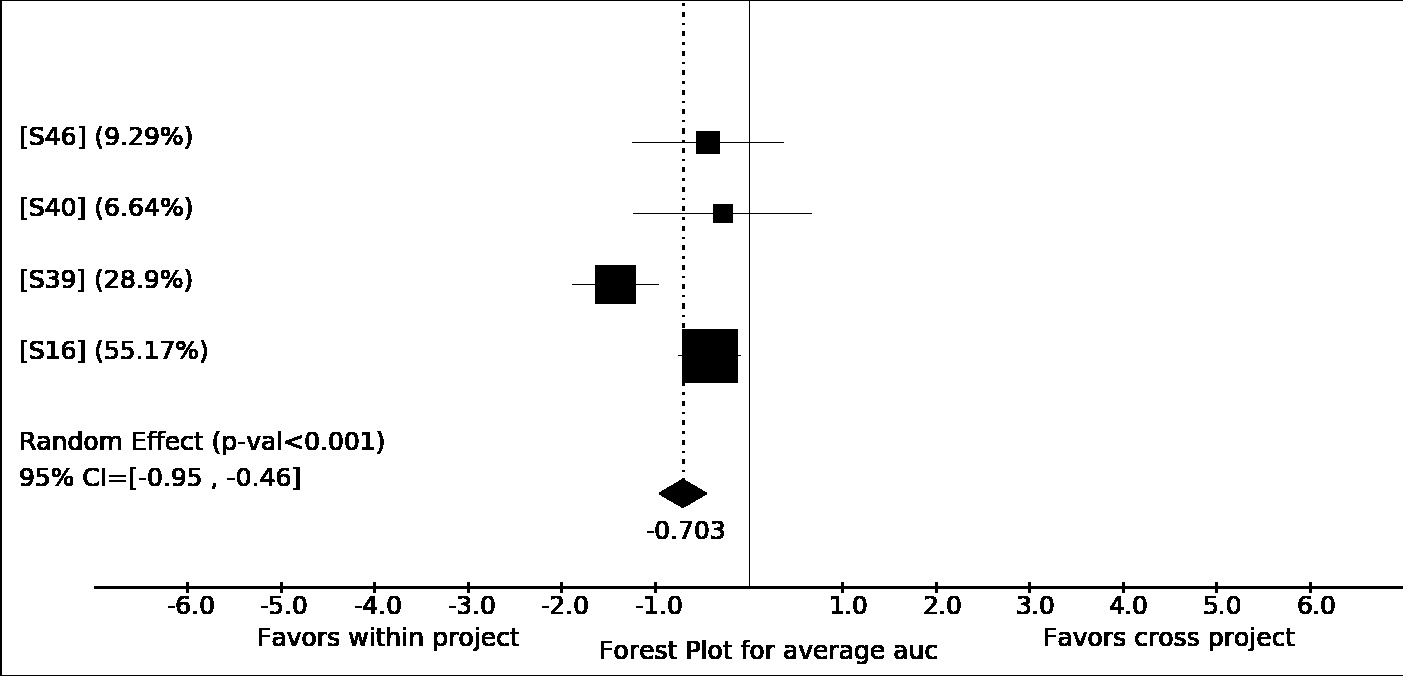 [S46] (9.29%)
[S40] (6.64%)
[S39] (28.9%)
[S16] (55.17%)
Random Effect (p-val<0.001)
95% CI=[-0.95 , -0.46]
-0.703
-6.0 -5.0 -4.0 -3.0 -2.0 -1.0 1.0 2.0 3.0 4.0 5.0 6.0
Favors within project Favors cross project
Forest Plot for average auc